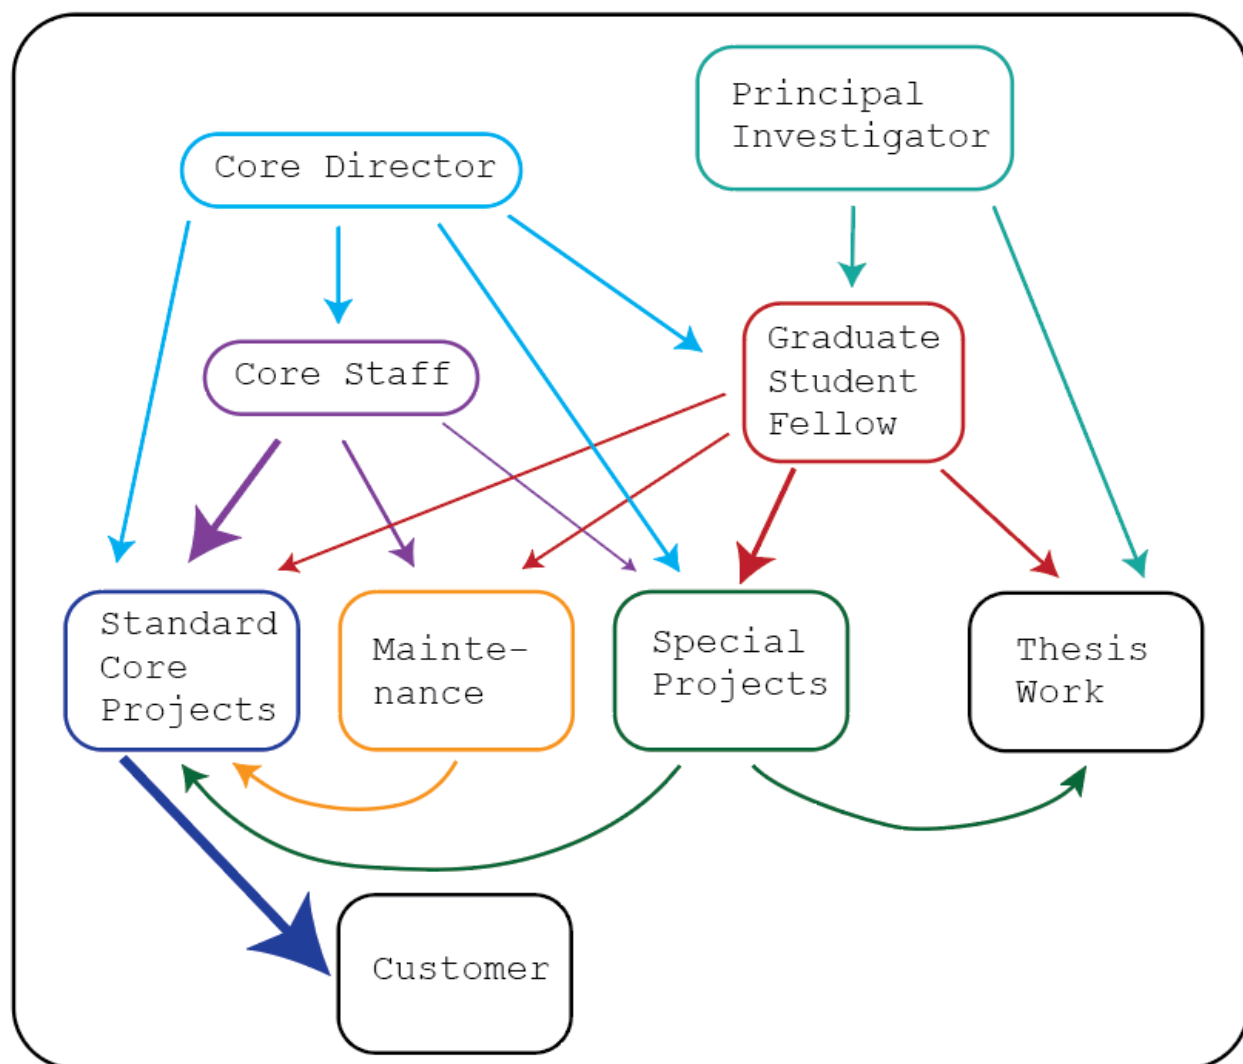 Principal
Investigator
Core Director
Graduate
Student
Fellow
Core Staff
Standard
Core
Projects
Mainte-
nance
Special
Projects
Thesis
Work
Customer